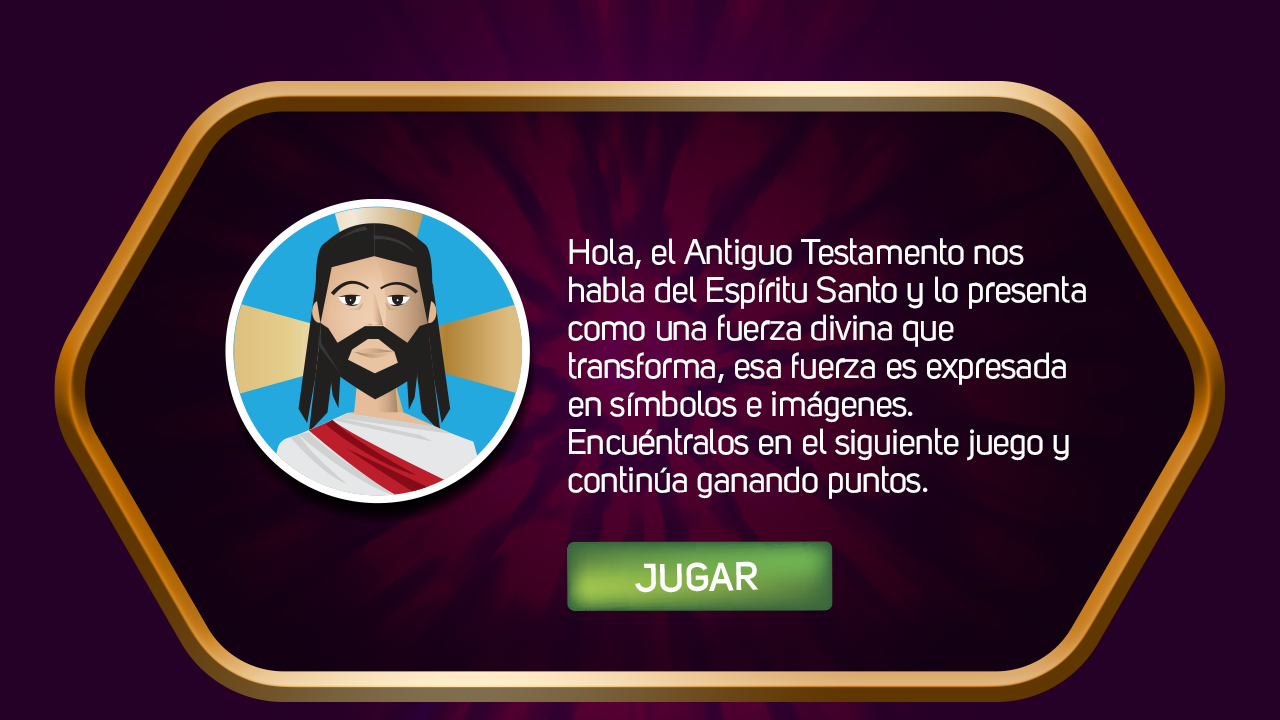 Hola, el Antiguo Testamento nos
habla del Espíritu Santo y lo presenta
como una fuerza divina que
transforma, esa fuerza es expresada
en símbolos e imágenes.
Encuéntralos en el siguiente juego y
continúa ganando puntos.
JUGAR